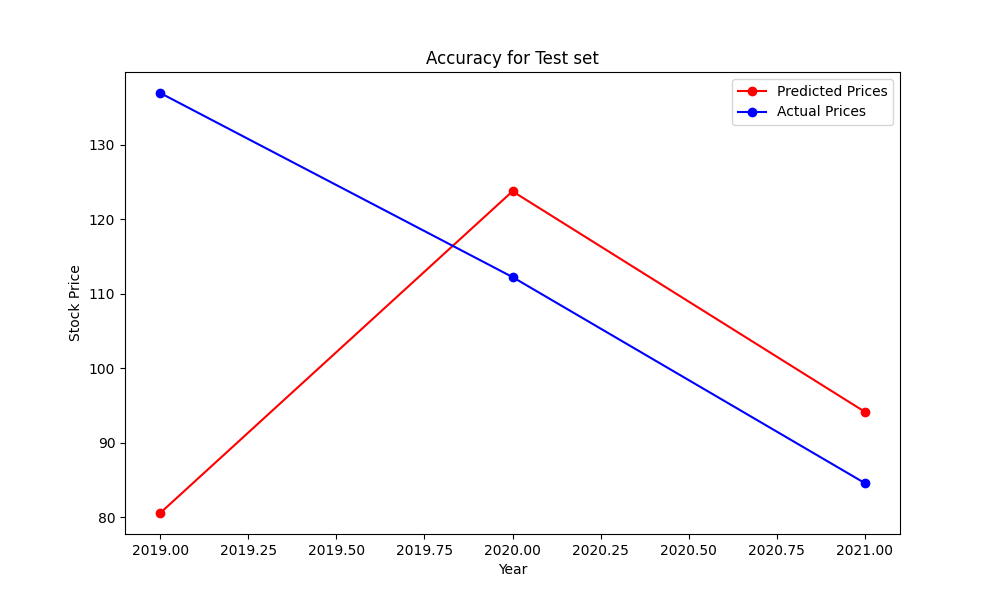 Accuracy for Test set
Predicted Prices
Actual Prices
Stock Price
130
120
110
100
90
80
2019.00 2019.25 2019.50 2019.75 2020.00 2020.25 2020.50 2020.75 2021.00
Year